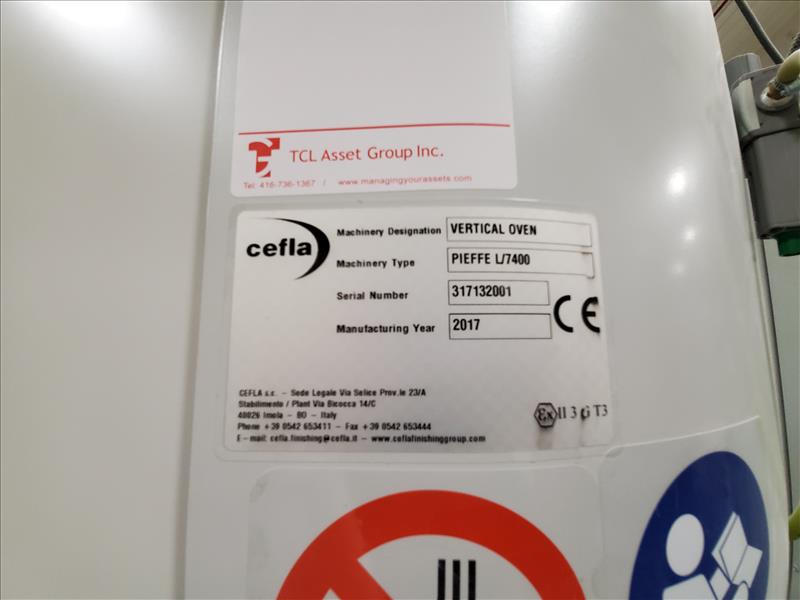 TCL Asset Group Inc.
Tel: 416-736-1367 / www.managingyourassets.com
cefla
Machinery Designation VERTICAL OVEN
Machinery Type PIEFFE L/7400
Serial Number 317132001
Manufacturing Year 2017
CE
CEFLA s.c. – Sede Legale Via Selice Prov.le 23/A
Stabilimento / Plant Via Bicocca 14/C
40026 Imola – BO – Italy
Phone +39 0542 653411 – Fax +39 0542 653444
E-mail: cefla.finishing@cefla.it – www.ceflafinishinggroup.com
Ex II 3 G T3